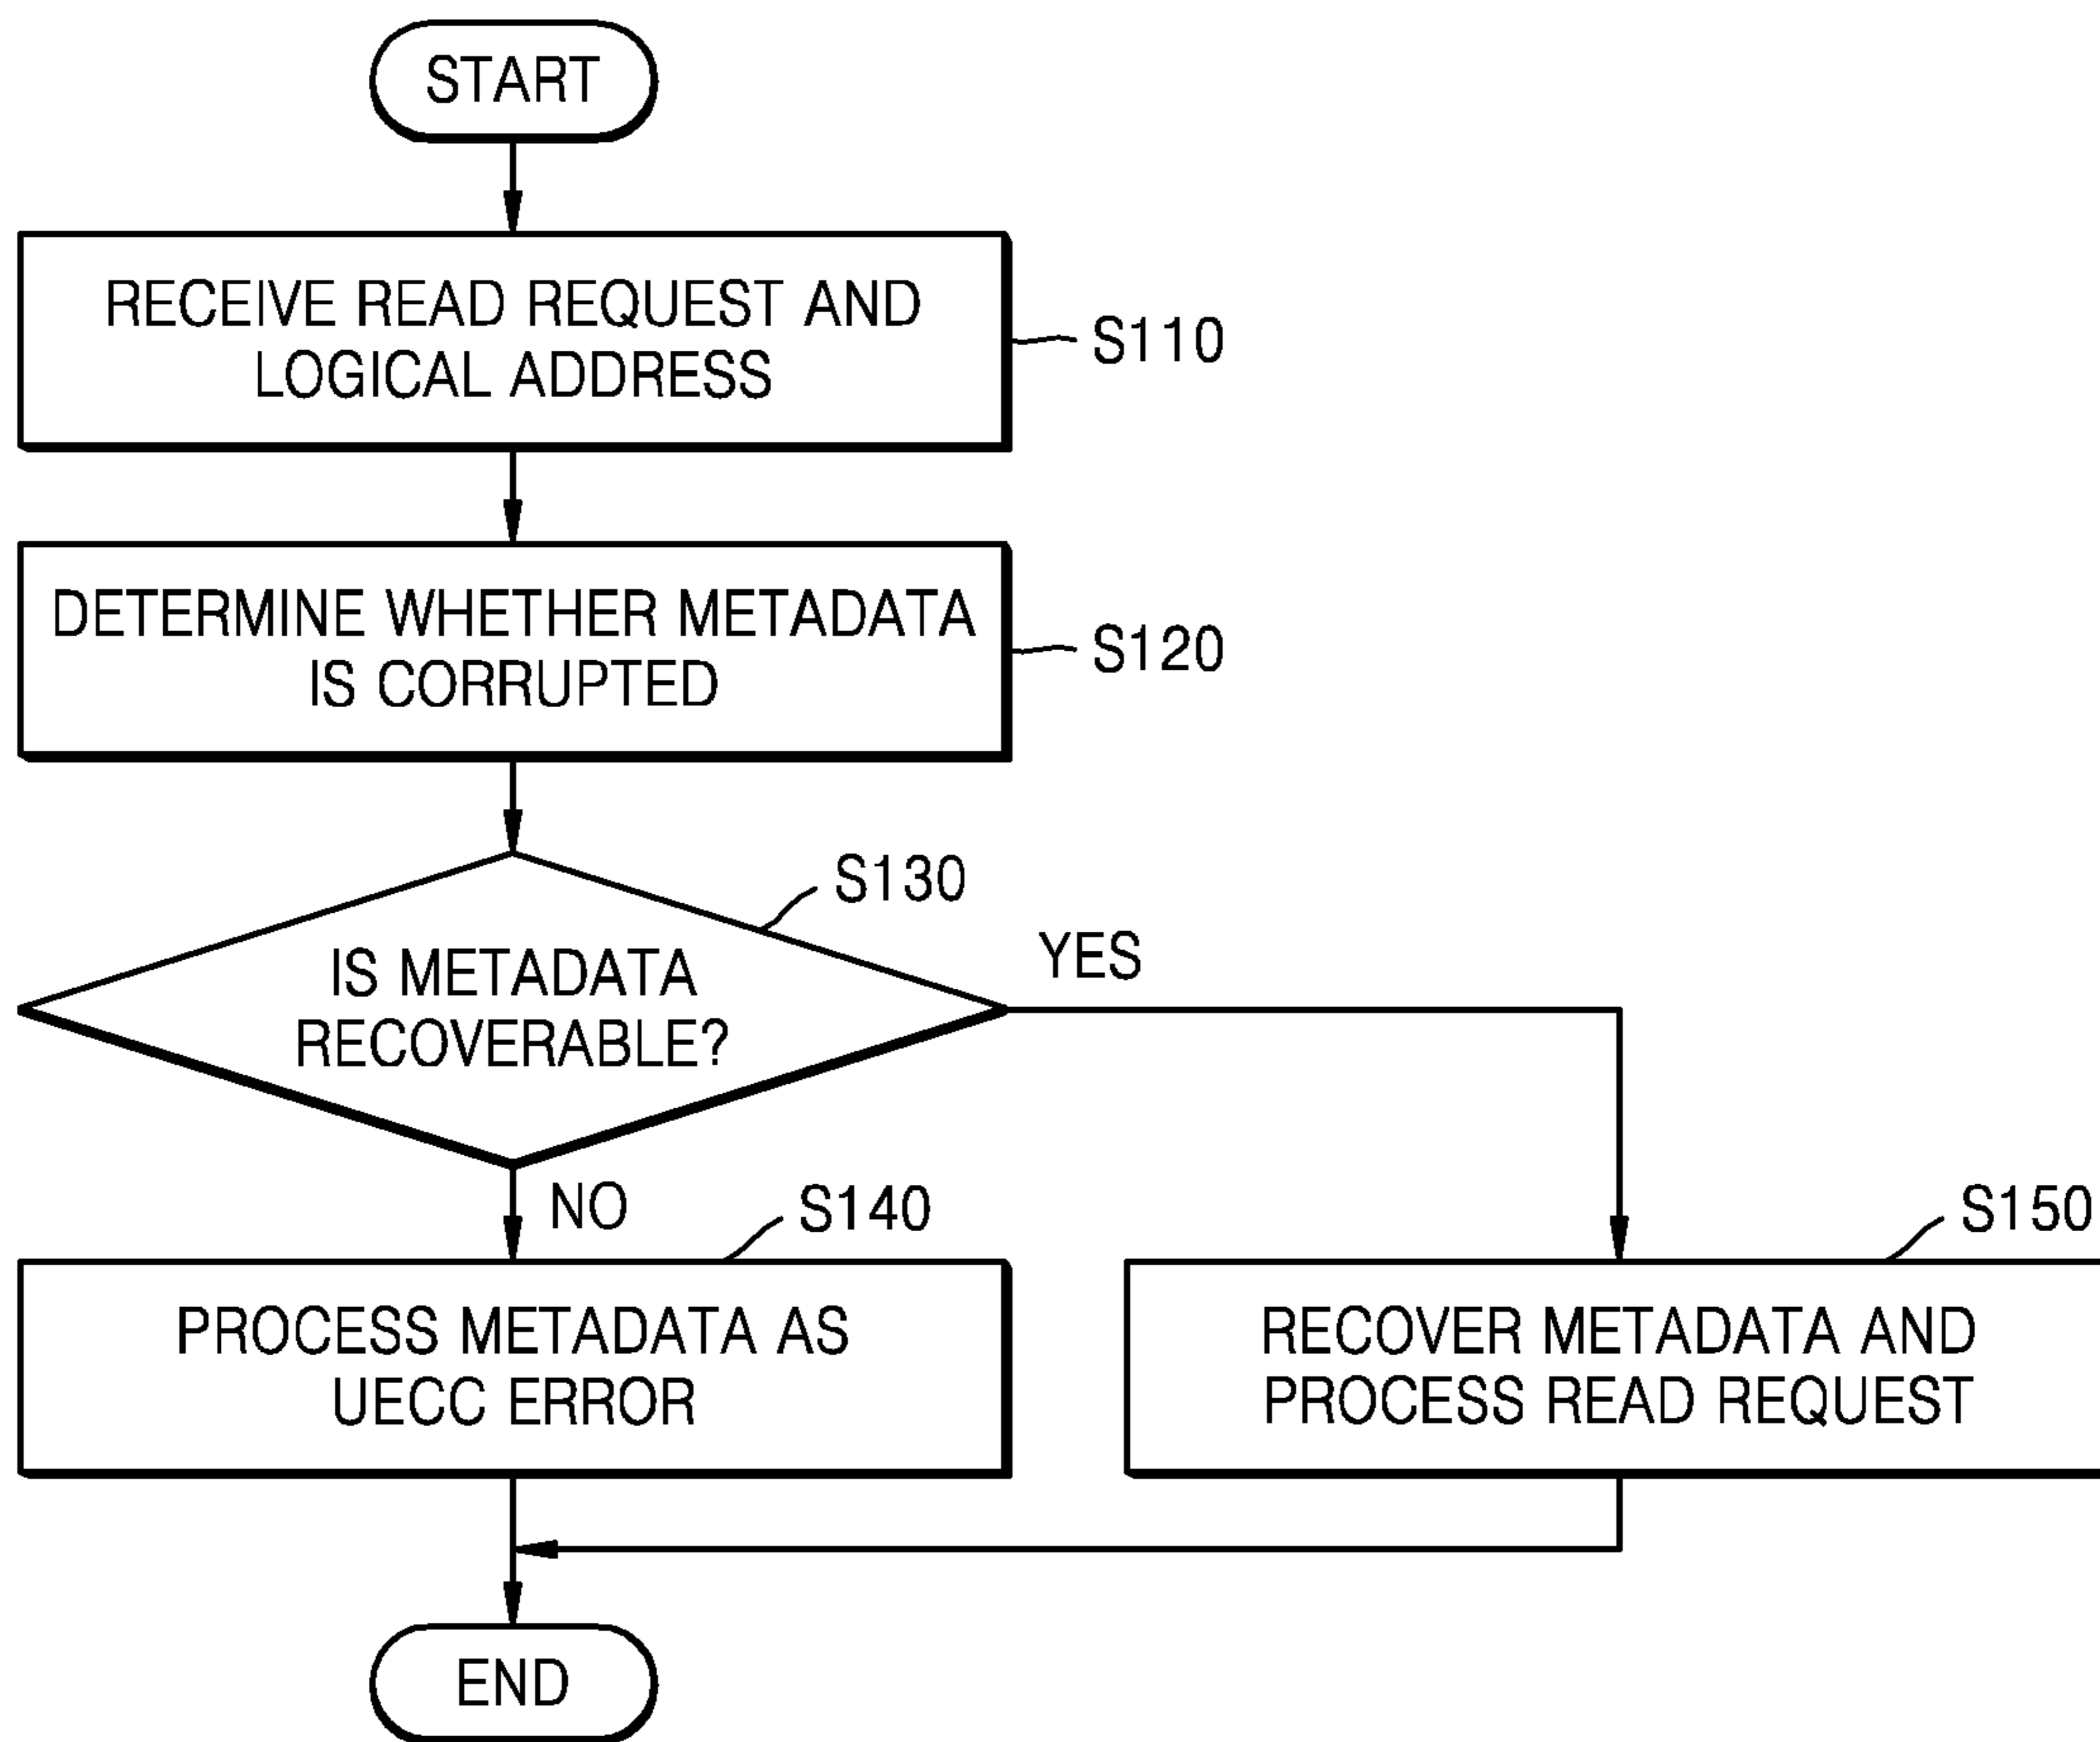 START
RECEIVE READ REQUEST AND
LOGICAL ADDRESS
S110
DETERMINE WHETHER METADATA
IS CORRUPTED
S120
S130
IS METADATA
RECOVERABLE?
YES
NO
S140
S150
PROCESS METADATA AS
UECC ERROR
RECOVER METADATA AND
PROCESS READ REQUEST
END